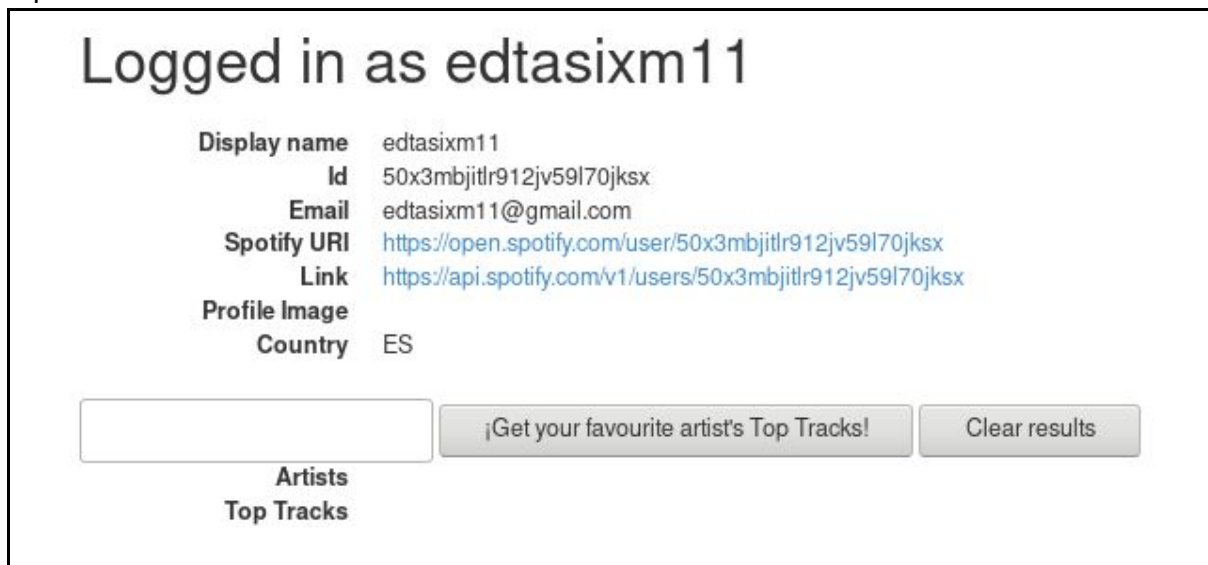 Logged in as edtasixm11
Display name edtasixm11
Id 50x3mbjitlr912jv59l70jksx
Email edtasixm11@gmail.com
Spotify URI https://open.spotify.com/user/50x3mbjitlr912jv59l70jksx
Link https://api.spotify.com/v1/users/50x3mbjitlr912jv59l70jksx
Profile Image
Country ES
¡Get your favourite artist's Top Tracks! Clear results
Artists
Top Tracks